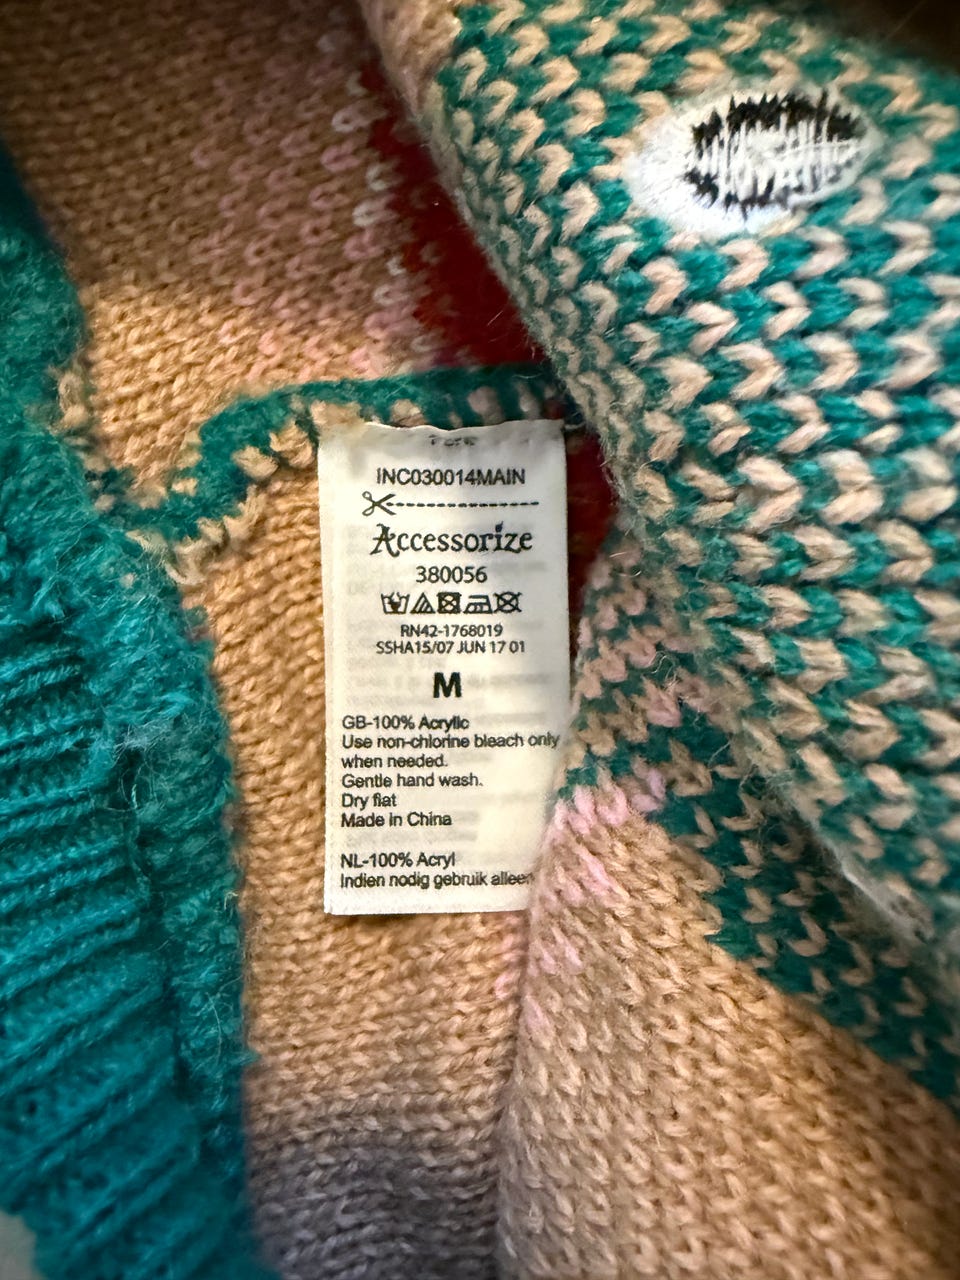 INC030014MAIN
Accessorize
380056
RN42-1768019
SSHA15/07 JUN 17 01
M
GB-100% Acrylic
Use non-chlorine bleach only
when needed.
Gentle hand wash.
Dry flat
Made in China
NL-100% Acryl
Indien nodig gebruik alleen